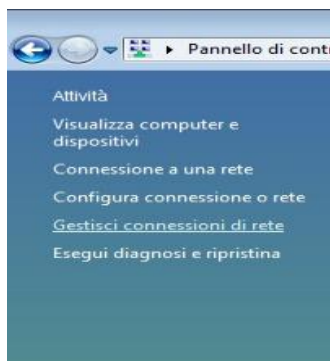 Pannello di cont
Attività
Visualizza computer e
dispositivi
Connessione a una rete
Configura connessione o rete
Gestisci connessioni di rete
Esegui diagnosi e ripristina